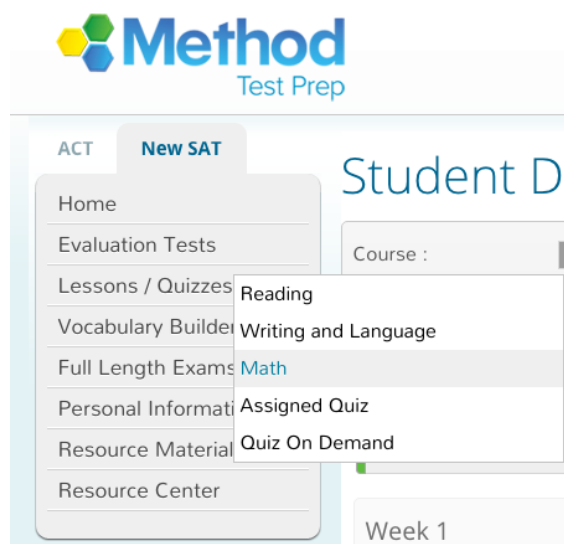 Method
Test Prep
ACT
New SAT
Student D
Home
Evaluation Tests
Course :
Lessons / Quizzes
Reading
Vocabulary Builder
Writing and Language
Full Length Exams
Math
Personal Informati
Assigned Quiz
Resource Material
Quiz On Demand
Resource Center
Week 1